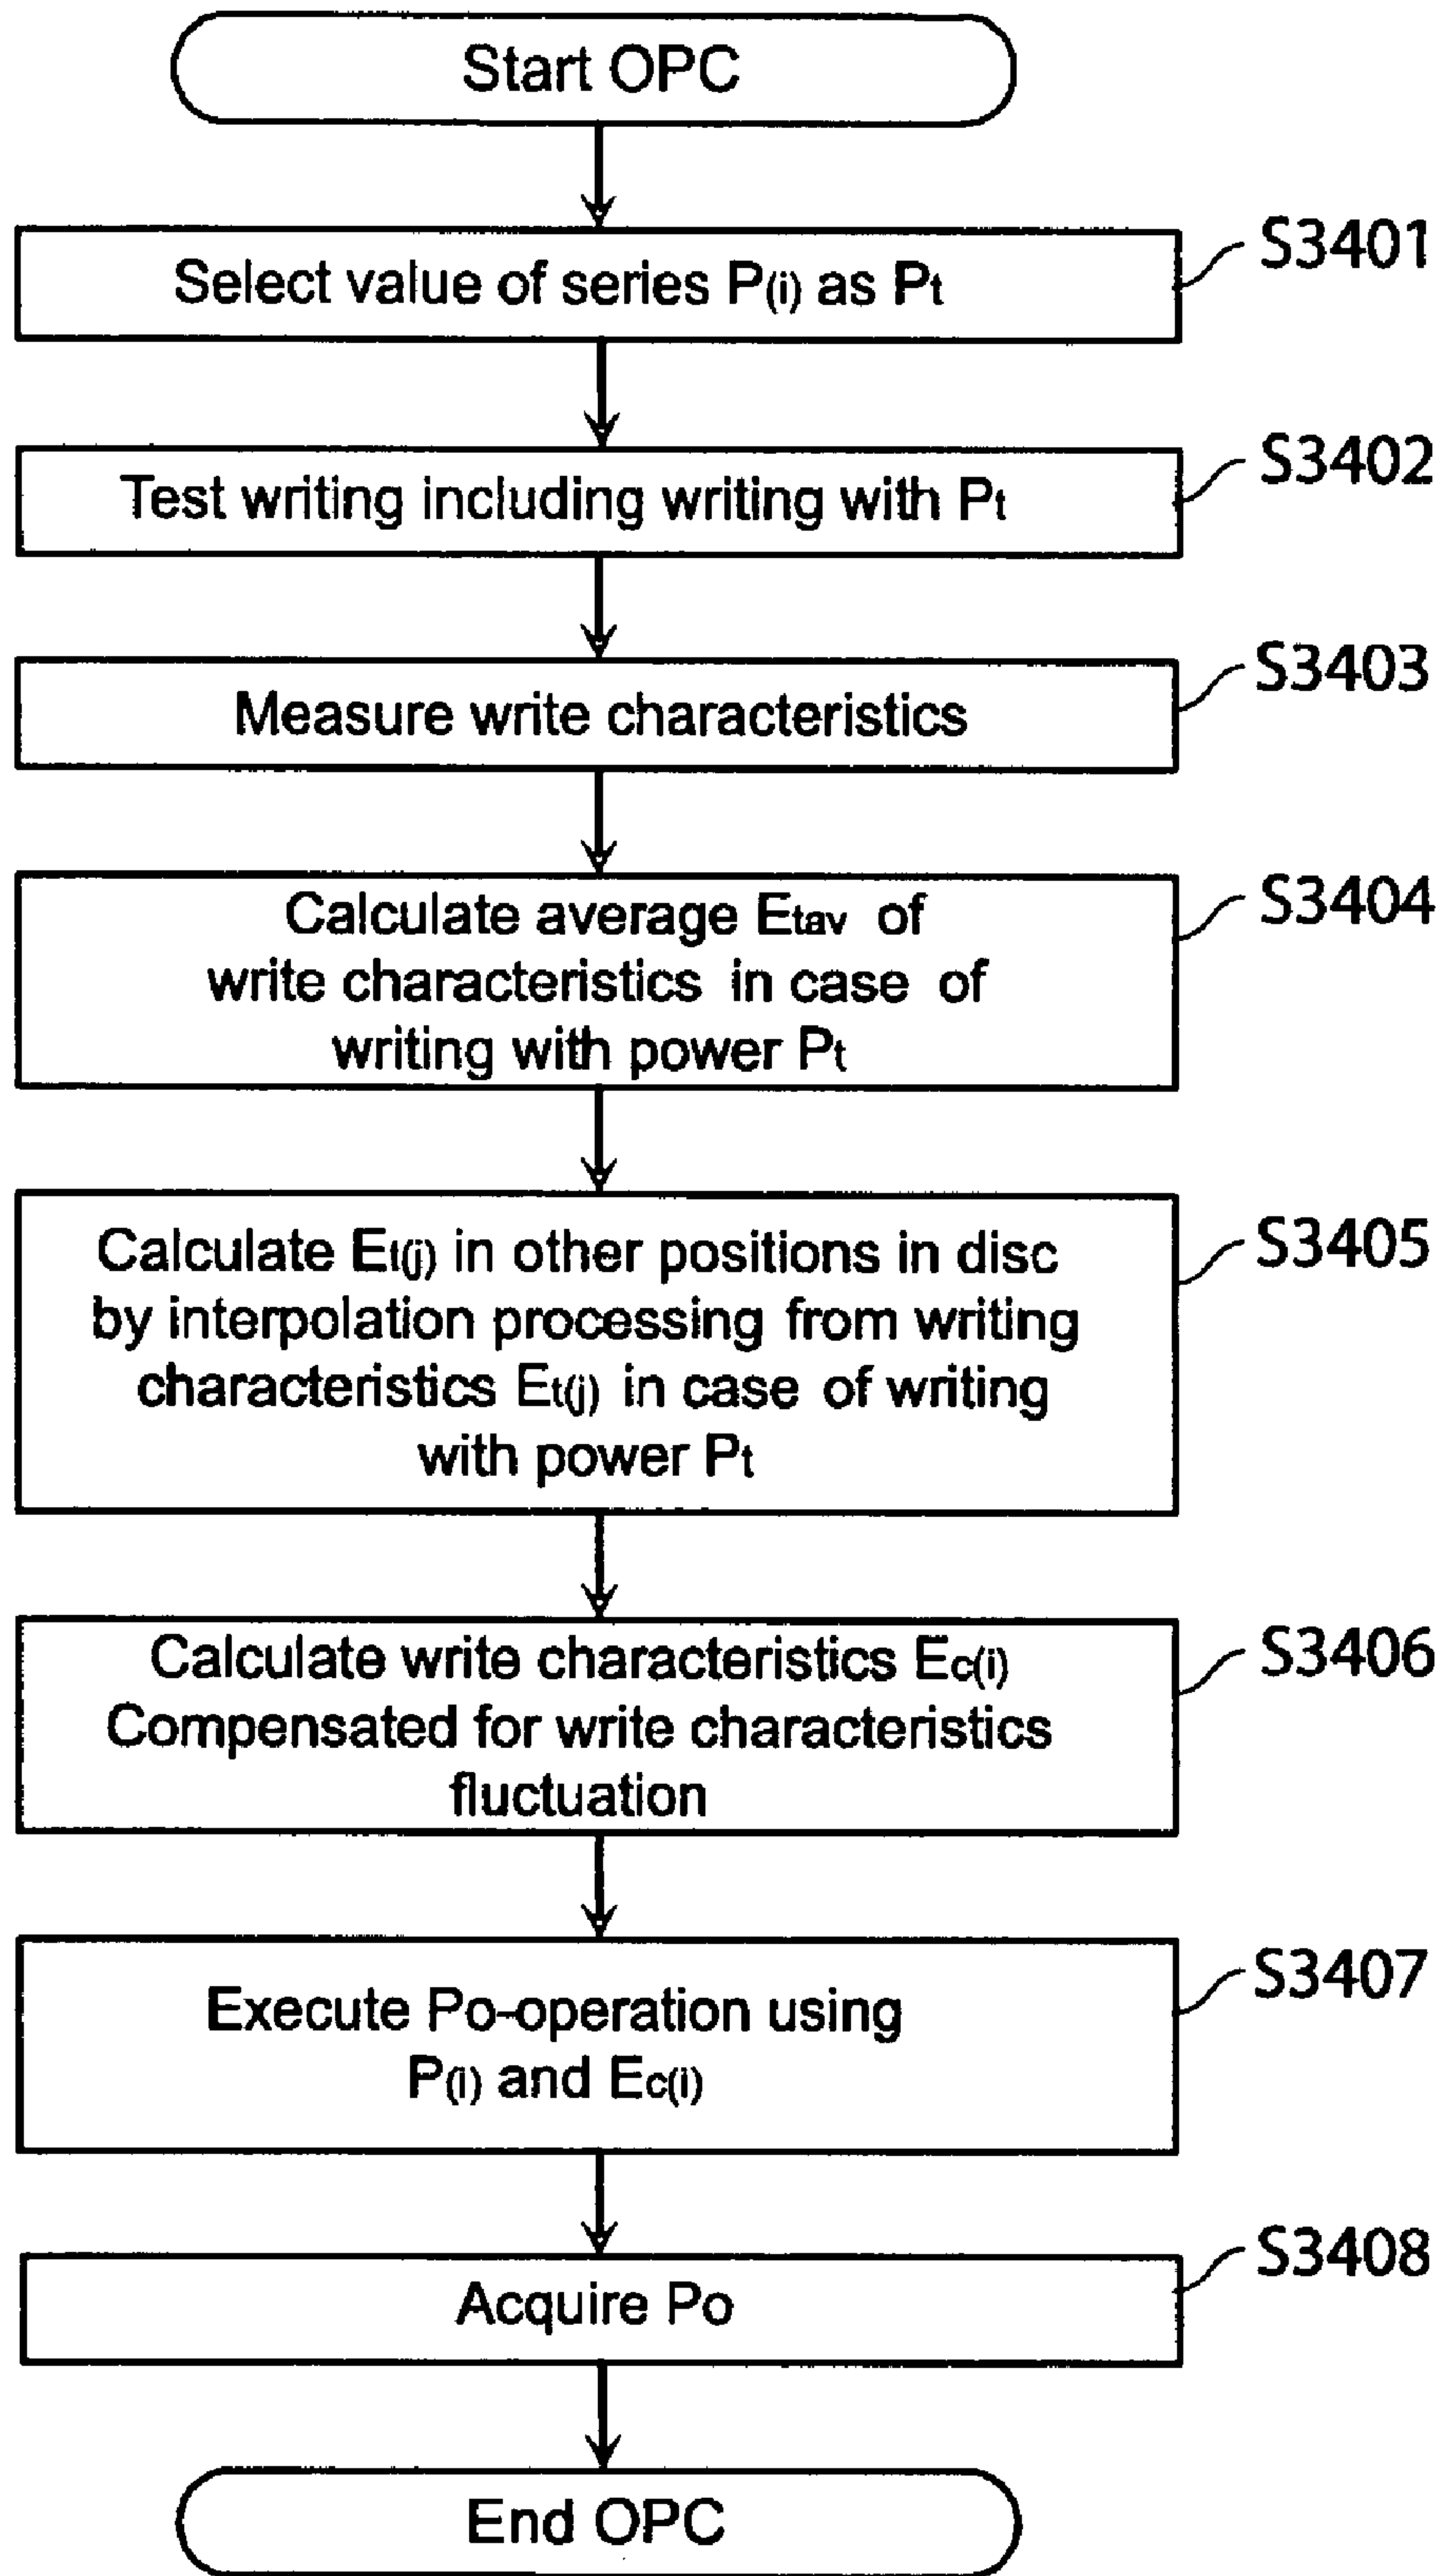 Start OPC
Select value of series P(i) as Pt
S3401
Test writing including writing with Pt
S3402
Measure write characteristics
S3403
Calculate average Etav of
write characteristics in case of
writing with power Pt
S3404
Calculate Et(j) in other positions in disc
by interpolation processing from writing
characteristics Et(j) in case of writing
with power Pt
S3405
Calculate write characteristics Ec(i)
Compensated for write characteristics
fluctuation
S3406
Execute Po-operation using
P(i) and Ec(i)
S3407
Acquire Po
S3408
End OPC